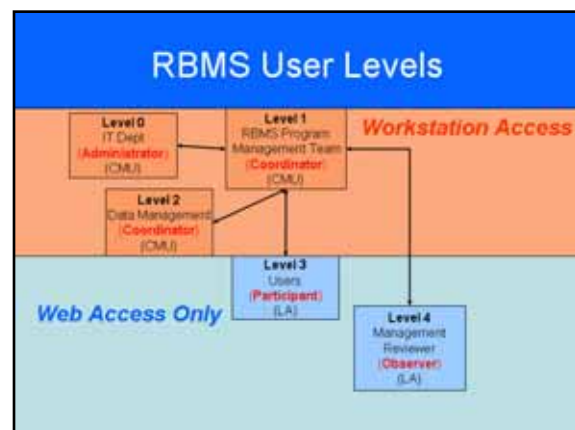 RBMS User Levels
Level 0
IT Dept
(Administrator)
(CMU)
Level 1
RBMS Program
Management Team
(Coordinator)
(CMU)
Workstation Access
Level 2
Data Management
(Coordinator)
(CMU)
Level 3
Users
(Participant)
(LA)
Web Access Only
Level 4
Management
Reviewer
(Observer)
(LA)